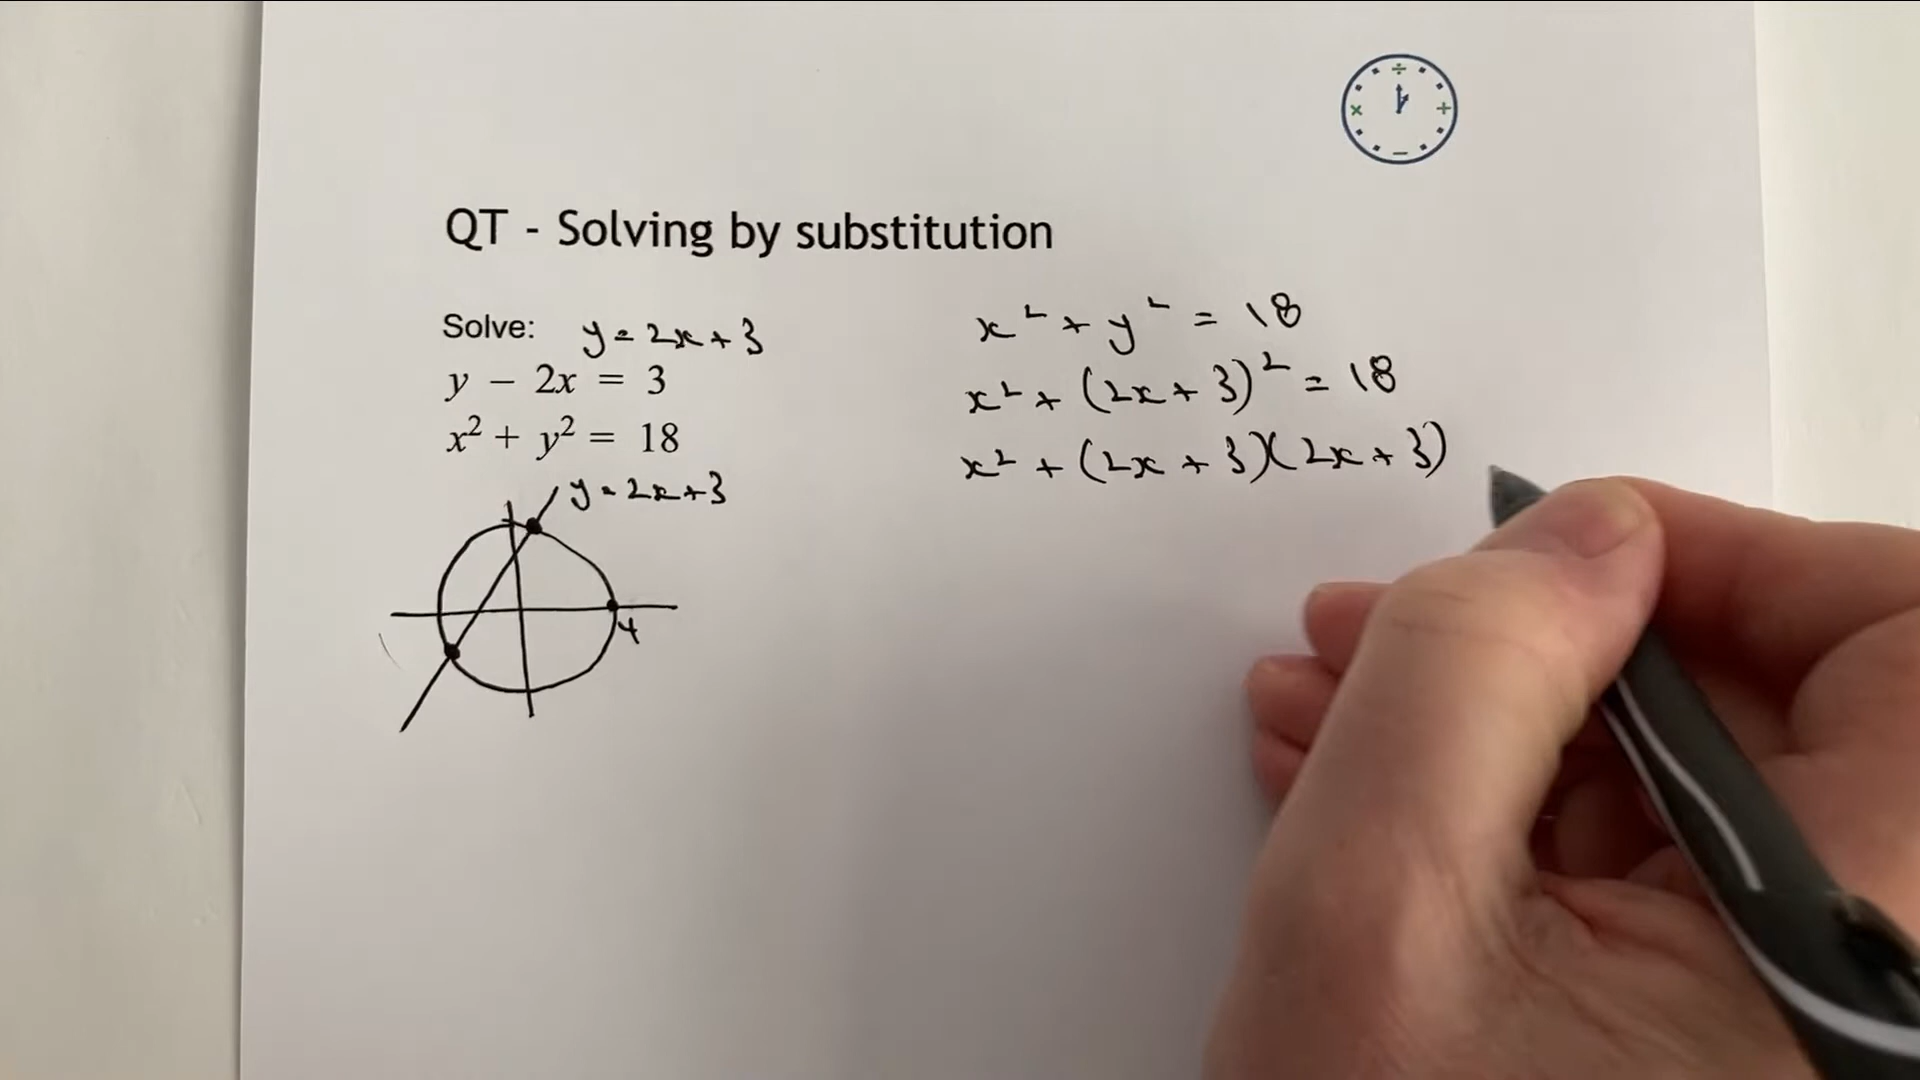 QT - Solving by substitution
Solve: y = 2x + 3
y − 2x = 3
x² + y² = 18
y = 2x + 3
4
x² + y² = 18
x² + (2x + 3)² = 18
x² + (2x + 3)(2x + 3)
÷
× +
−